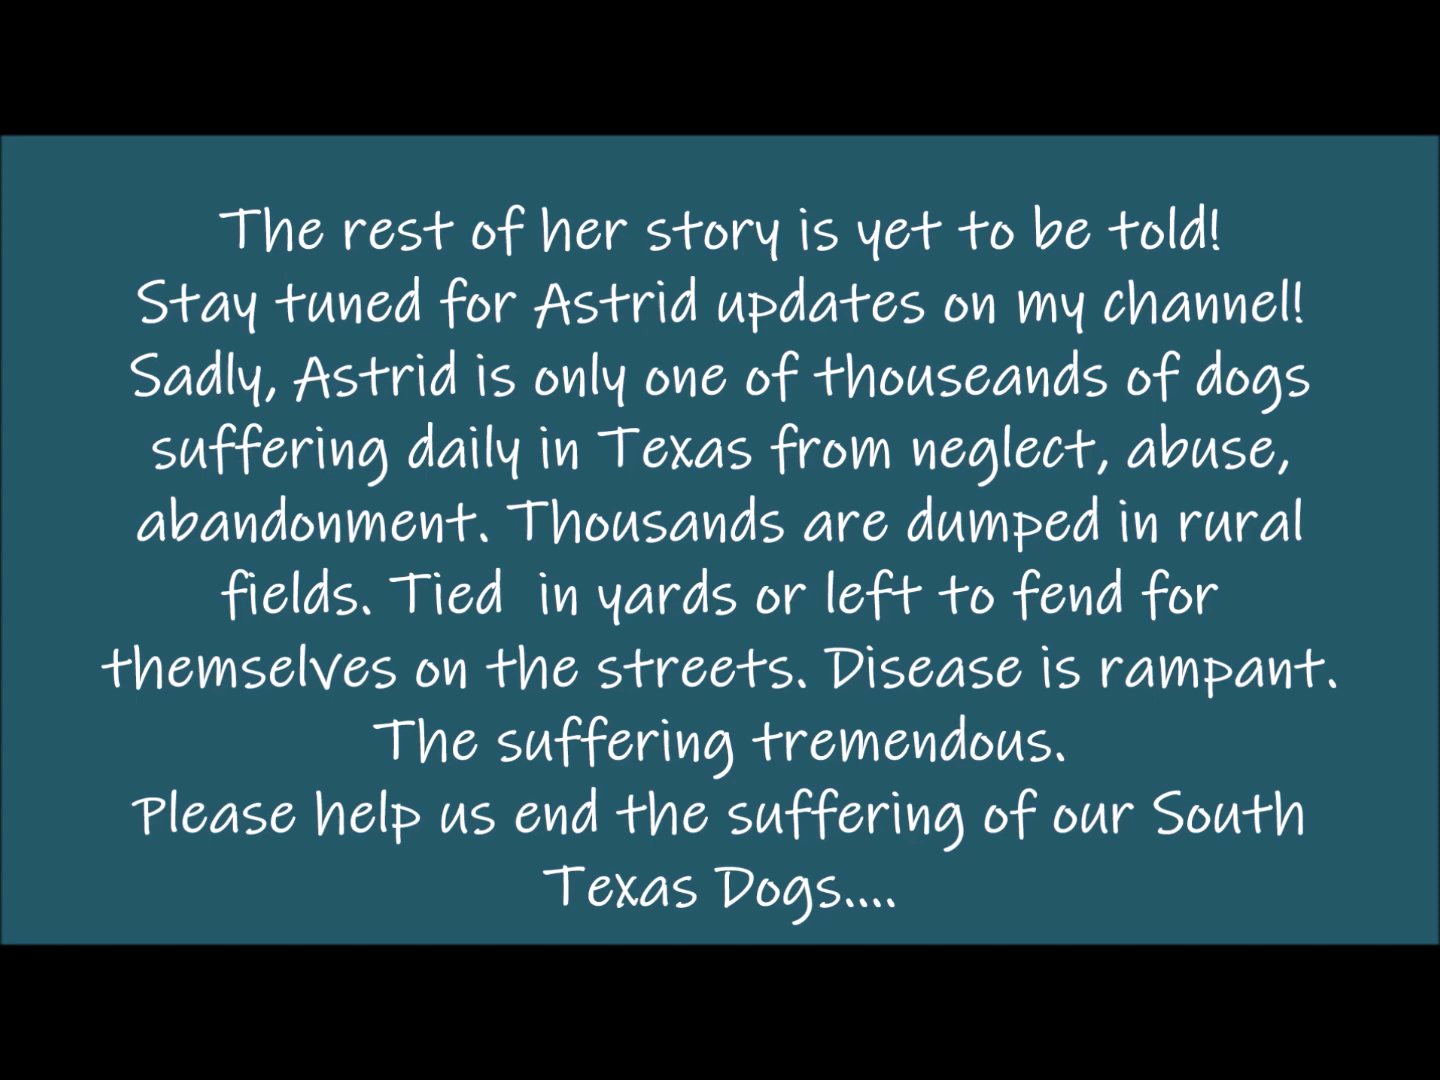 The rest of her story is yet to be told!
Stay tuned for Astrid updates on my channel!
Sadly, Astrid is only one of thouseands of dogs
suffering daily in Texas from neglect, abuse,
abandonment. Thousands are dumped in rural
fields. Tied  in yards or left to fend for
themselves on the streets. Disease is rampant.
The suffering tremendous.
Please help us end the suffering of our South
Texas Dogs....